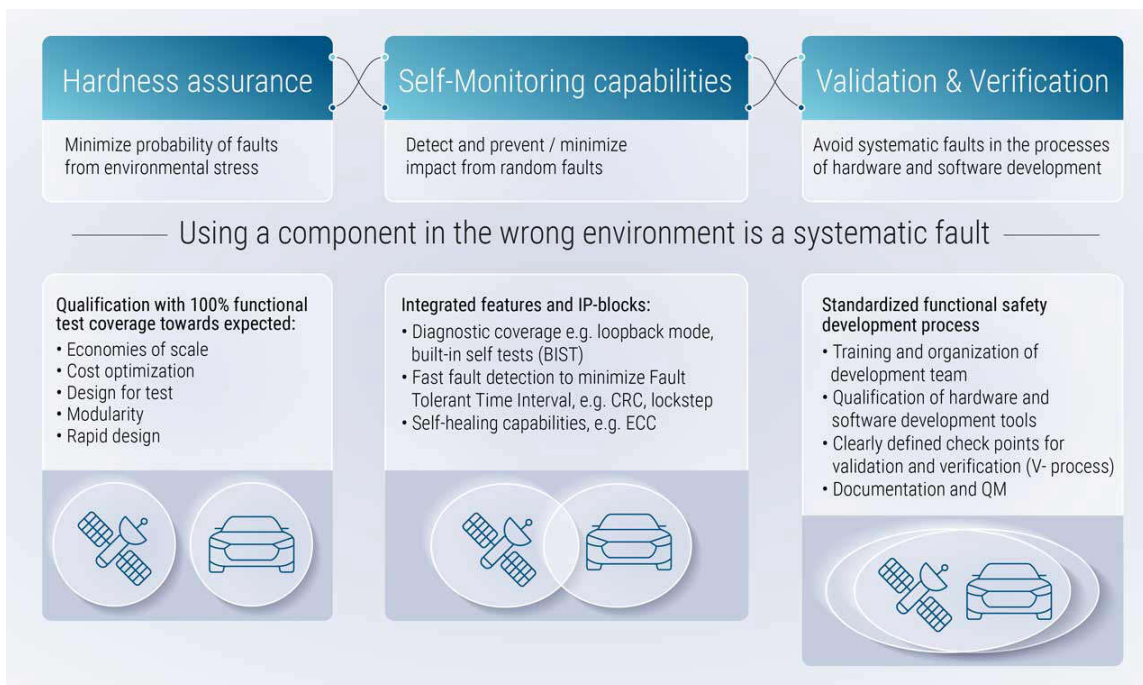 Hardness assurance
Minimize probability of faults
from environmental stress
Self-Monitoring capabilities
Detect and prevent / minimize
impact from random faults
Validation & Verification
Avoid systematic faults in the processes
of hardware and software development
Using a component in the wrong environment is a systematic fault
Qualification with 100% functional
test coverage towards expected:
• Economies of scale
• Cost optimization
• Design for test
• Modularity
• Rapid design
Integrated features and IP-blocks:
• Diagnostic coverage e.g. loopback mode,
built-in self tests (BIST)
• Fast fault detection to minimize Fault
Tolerant Time Interval, e.g. CRC, lockstep
• Self-healing capabilities, e.g. ECC
Standardized functional safety
development process
• Training and organization of
development team
• Qualification of hardware and
software development tools
• Clearly defined check points for
validation and verification (V- process)
• Documentation and QM